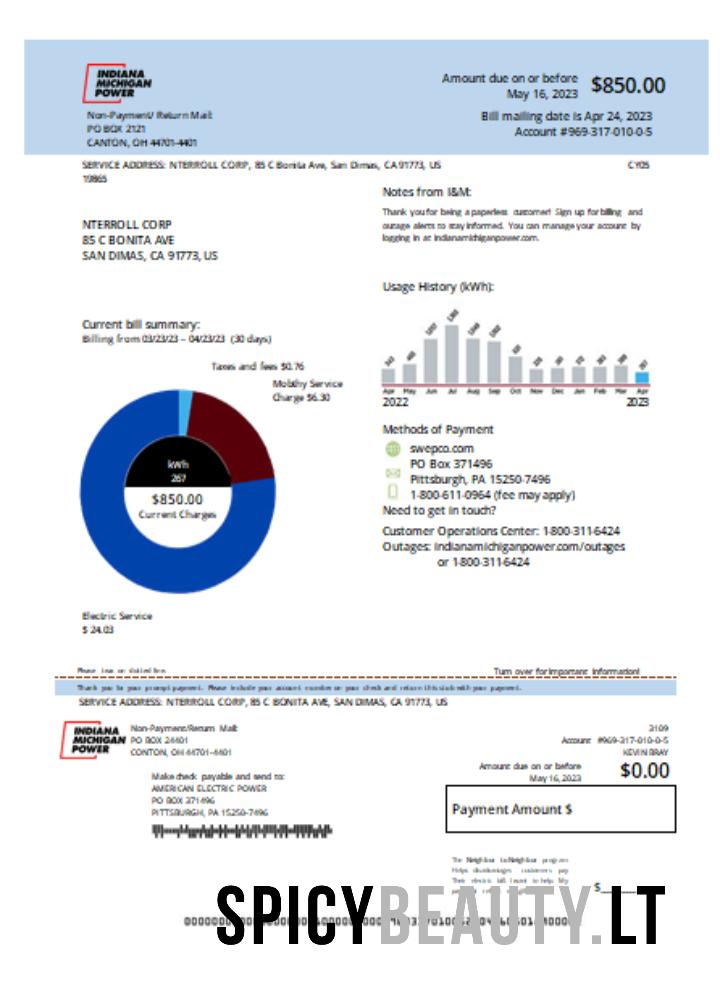 INDIANA
MICHIGAN
POWER
Non-Payment/ Return Mail:
PO BOX 2121
CANTON, OH 44701-4401
Amount due on or before
May 16, 2023
$850.00
Bill mailing date is Apr 24, 2023
Account #969-317-010-0-5
SERVICE ADDRESS: NTERROLL CORP, 85 C Bonita Ave, San Dimas, CA 91773, US
19865
CY05
Notes from I&M:
Thank you for being a paperless customer! Sign up for billing and
outage alerts to stay informed. You can manage your account by
logging in at indianamichiganpower.com.
NTERROLL CORP
85 C BONITA AVE
SAN DIMAS, CA 91773, US
Usage History (kWh):
Apr May Jun Jul Aug Sep Oct Nov Dec Jan Feb Mar Apr
2022 2023
Current bill summary:
Billing from 03/23/23 – 04/23/23 (30 days)
Taxes and fees $0.76
Service
Charge $6.30
kWh
267
$850.00
Current Charges
Electric Service
$ 24.03
Methods of Payment
swepco.com
PO Box 371496
Pittsburgh, PA 15250-7496
1-800-611-0964 (fee may apply)
Need to get in touch?
Customer Operations Center: 1-800-311-6424
Outages: indianamichiganpower.com/outages
or 1-800-311-6424
Please tear on dotted line
Turn over for important information!
Thank you for your prompt payment. Please include your account number on your check and return this stub with your payment.
SERVICE ADDRESS: NTERROLL CORP, 85 C BONITA AVE, SAN DIMAS, CA 91773, US
INDIANA
MICHIGAN
POWER
Non-Payment/Return Mail:
PO BOX 24401
CONTON, OH 44701-4401
3109
Account #969-317-010-0-5
KEVIN BRAY
Amount due on or before
May 16, 2023
$0.00
Make check payable and send to:
AMERICAN ELECTRIC POWER
PO BOX 371496
PITTSBURGH, PA 15250-7496
Payment Amount $
The Neighbor to Neighbor program
Helps disadvantages customers pay
Their electric bill. I want to help. My
$
SPICYBEAUTY.LT